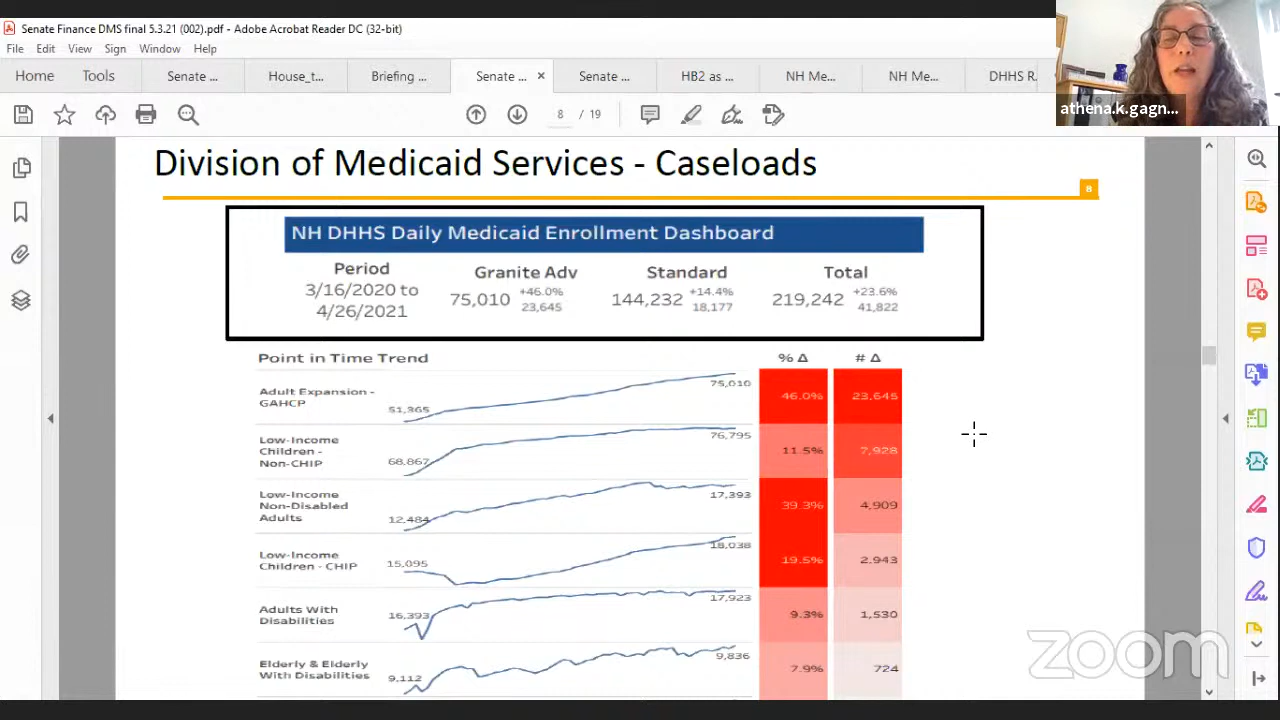 Senate Finance DMS final 5.3.21 (002).pdf - Adobe Acrobat Reader DC (32-bit)
File Edit View Sign Window Help
Home Tools Senate ... House_t... Briefing ... Senate ... × Senate ... HB2 as ... NH Me... NH Me... DHHS R.
8 / 19
athena.k.gagn...
Division of Medicaid Services - Caseloads
a
NH DHHS Daily Medicaid Enrollment Dashboard
Period Granite Adv Standard Total
3/16/2020 to 75,010 +46.0% 144,232 +14.4% 219,242 +23.6%
4/26/2021 23,645 18,177 41,822
Point in Time Trend % Δ # Δ
Adult Expansion - 51,365 75,010 46.0% 23,645
GAHCP
Low-Income
Children - 68,867 76,795 11.5% 7,928
Non-CHIP
Low-Income
Non-Disabled 12,484 17,393 39.3% 4,909
Adults
Low-Income 15,095 18,038 19.5% 2,943
Children - CHIP
Adults With 16,393 17,923 9.3% 1,530
Disabilities
Elderly & Elderly 9,112 9,836 7.9% 724
With Disabilities
zoom